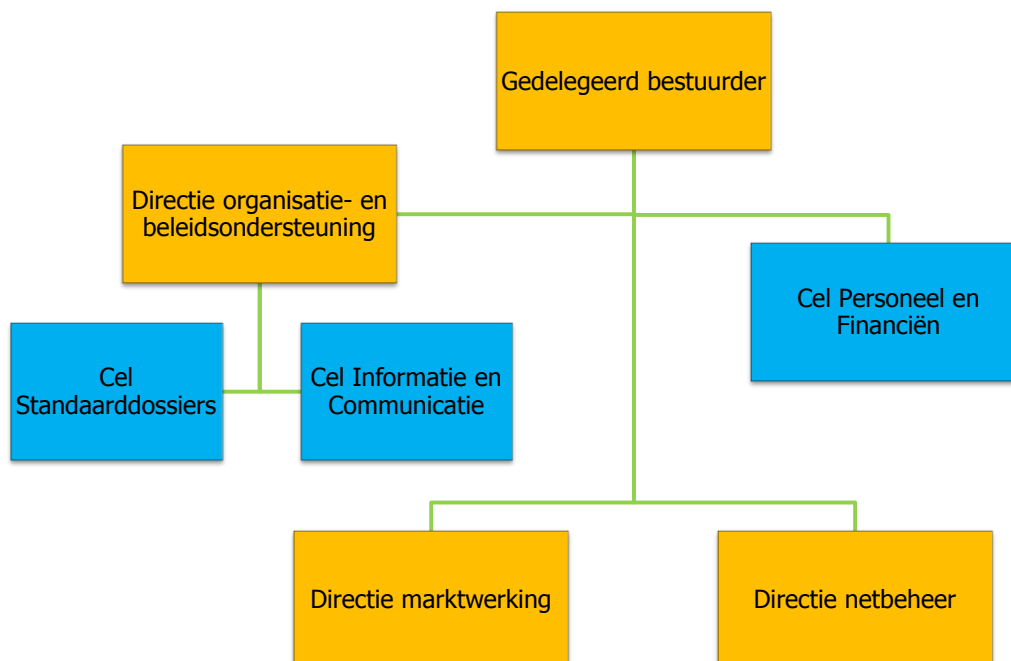 Gedelegeerd bestuurder
Directie organisatie- en
beleidsondersteuning
Cel Personeel en
Financiën
Cel
Standaarddossiers
Cel Informatie en
Communicatie
Directie marktwerking
Directie netbeheer